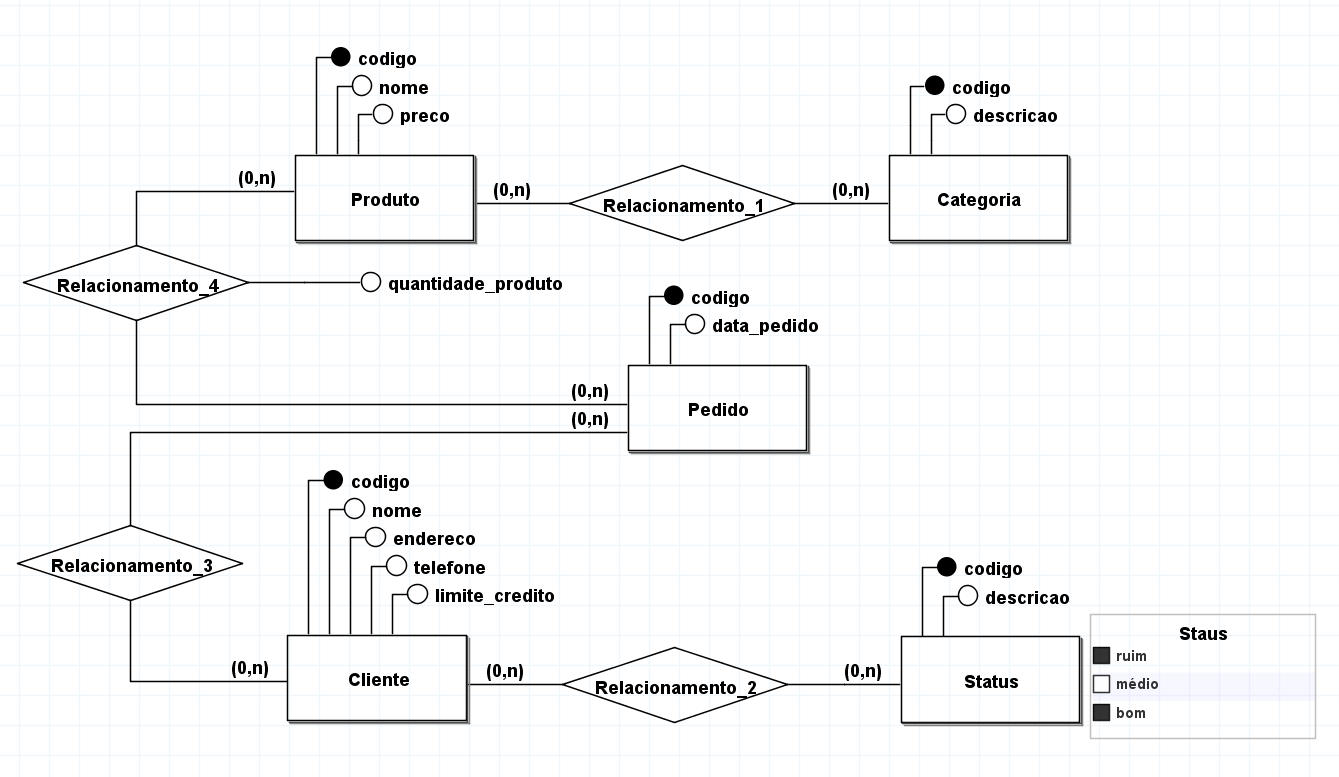 codigo
nome
preco
codigo
descricao
(0,n)
Produto
(0,n)
Relacionamento_1
(0,n)
Categoria
Relacionamento_4
quantidade_produto
codigo
data_pedido
(0,n)
(0,n)
Pedido
codigo
nome
endereco
telefone
limite_credito
Relacionamento_3
codigo
descricao
(0,n)
Cliente
(0,n)
Relacionamento_2
(0,n)
Status
Staus
ruim
médio
bom